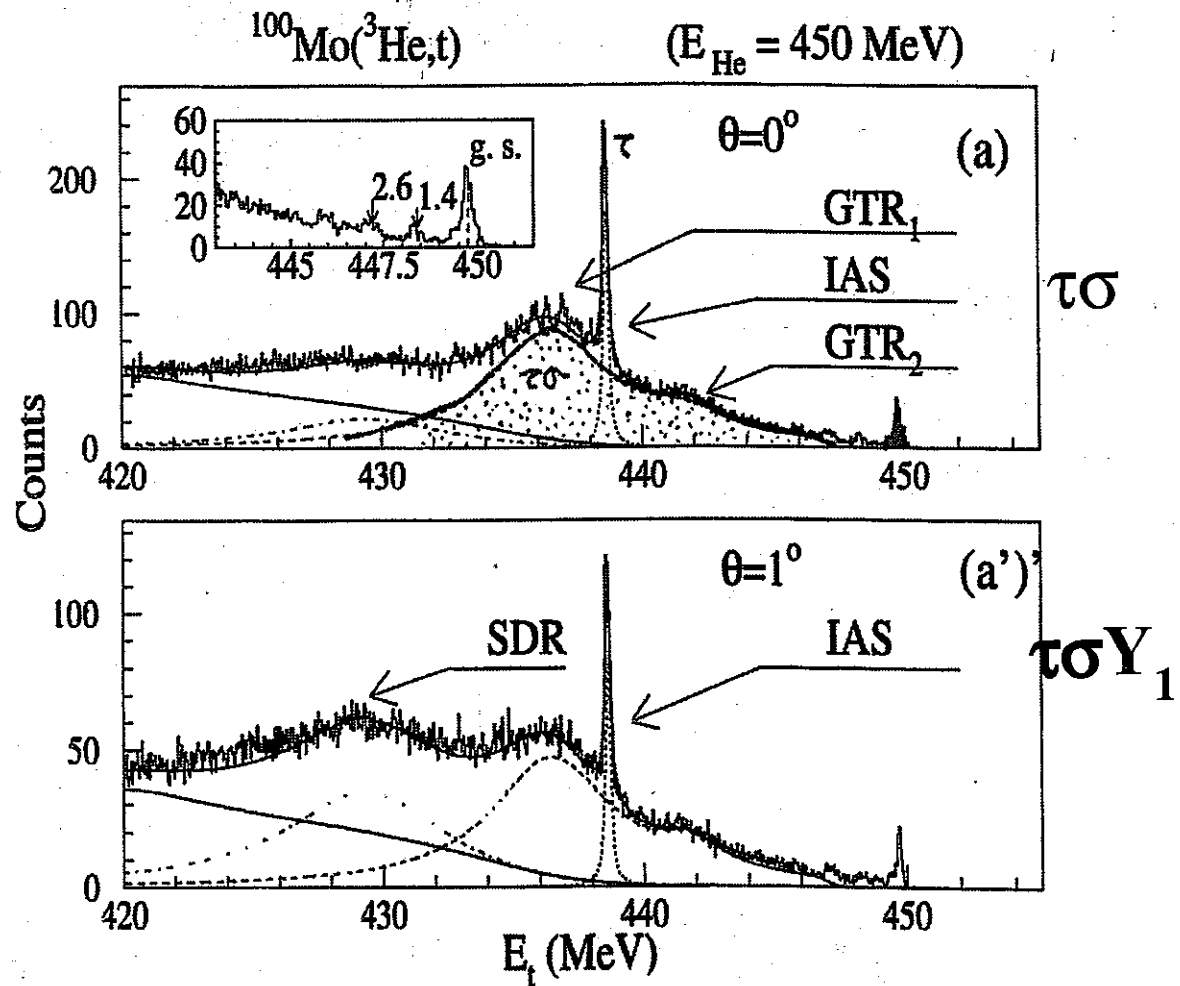 ¹⁰⁰Mo(³He,t) (E_He = 450 MeV)
θ=0° (a)
60
40
20
0
g. s.
2.6
1.4
445 447.5 450
τ
GTR₁
IAS
GTR₂
τσ
τσ
200
100
0
420 430 440 450
Counts
θ=1° (a')'
SDR
IAS
τσY₁
100
50
0
420 430 440 450
E_t (MeV)